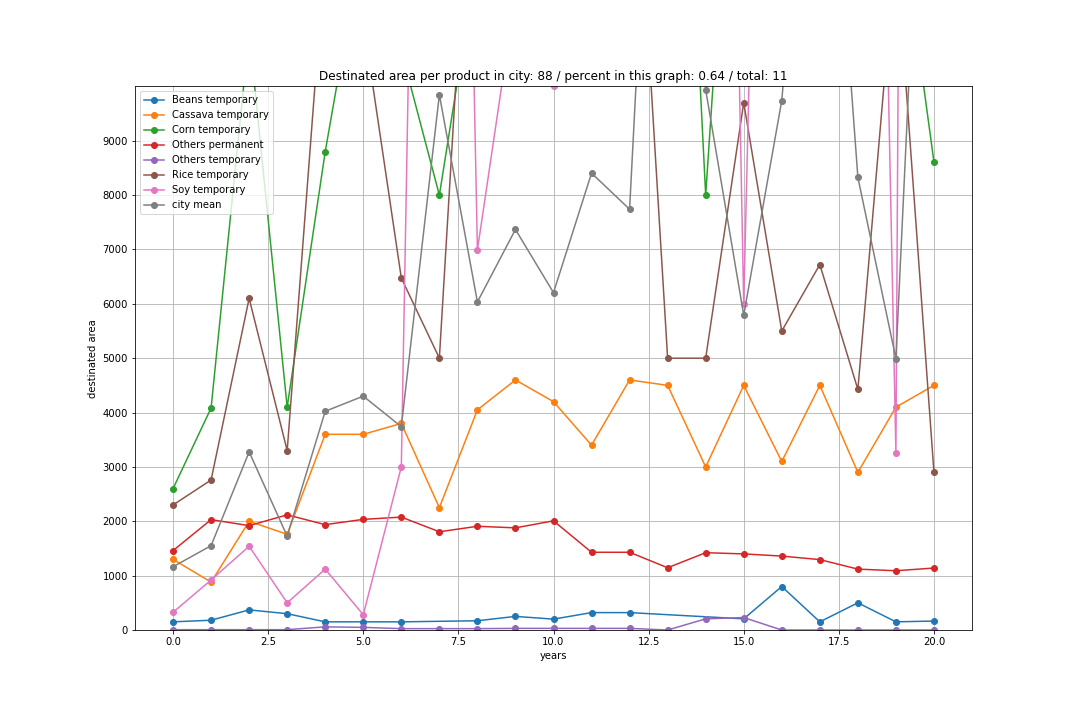 Destinated area per product in city: 88 / percent in this graph: 0.64 / total: 11
Beans temporary
Cassava temporary
Corn temporary
Others permanent
Others temporary
Rice temporary
Soy temporary
city mean
9000
8000
7000
6000
5000
4000
3000
2000
1000
0
destinated area
0.0 2.5 5.0 7.5 10.0 12.5 15.0 17.5 20.0
years